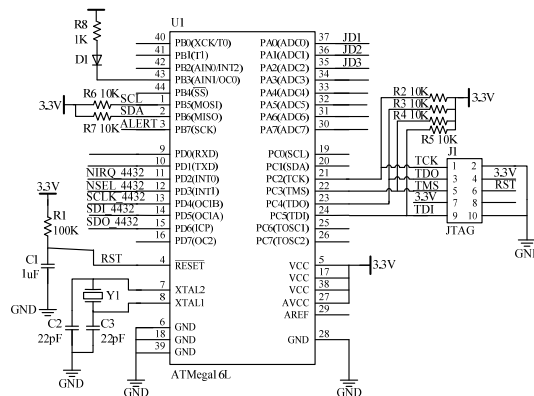 U1
R8
1K
D1
40 PB0(XCK/T0) PA0(ADC0) 37 JD1
41 PB1(T1) PA1(ADC1) 36 JD2
42 PB2(AIN0/INT2) PA2(ADC2) 35 JD3
43 PB3(AIN1/OC0) PA3(ADC3) 34
44 PB4(SS) PA4(ADC4) 33
3.3V R6 10K SCL 1 PB5(MOSI) PA5(ADC5) 32
SDA 2 PB6(MISO) PA6(ADC6) 31
R7 10K ALERT 3 PB7(SCK) PA7(ADC7) 30
R2 10K
R3 10K
R4 10K
R5 10K
3.3V
9 PD0(RXD) PC0(SCL) 19
10 PD1(TXD) PC1(SDA) 20
NIRQ_4432 11 PD2(INT0) PC2(TCK) 21
NSEL_4432 12 PD3(INT1) PC3(TMS) 22
SCLK_4432 13 PD4(OCIB) PC4(TDO) 23
SDI_4432 14 PD5(OCIA) PC5(TDI) 24
SDO_4432 15 PD6(ICP) PC6(TOSC1) 25
16 PD7(OC2) PC7(TOSC2) 26
J1
TCK 1 2
TDO 3 4 3.3V
TMS 5 6 RST
3.3V 7 8
TDI 9 10
JTAG
GND
3.3V
R1
100K
C1
1uF
GND
RST 4 RESET
VCC 5
VCC 17
VCC 38
AVCC 27
AREF 29
3.3V
Y1
7 XTAL2
8 XTAL1
C2
22pF
C3
22pF
GND
6 GND
18 GND
39 GND
GND 28
GND
GND
ATMega16L